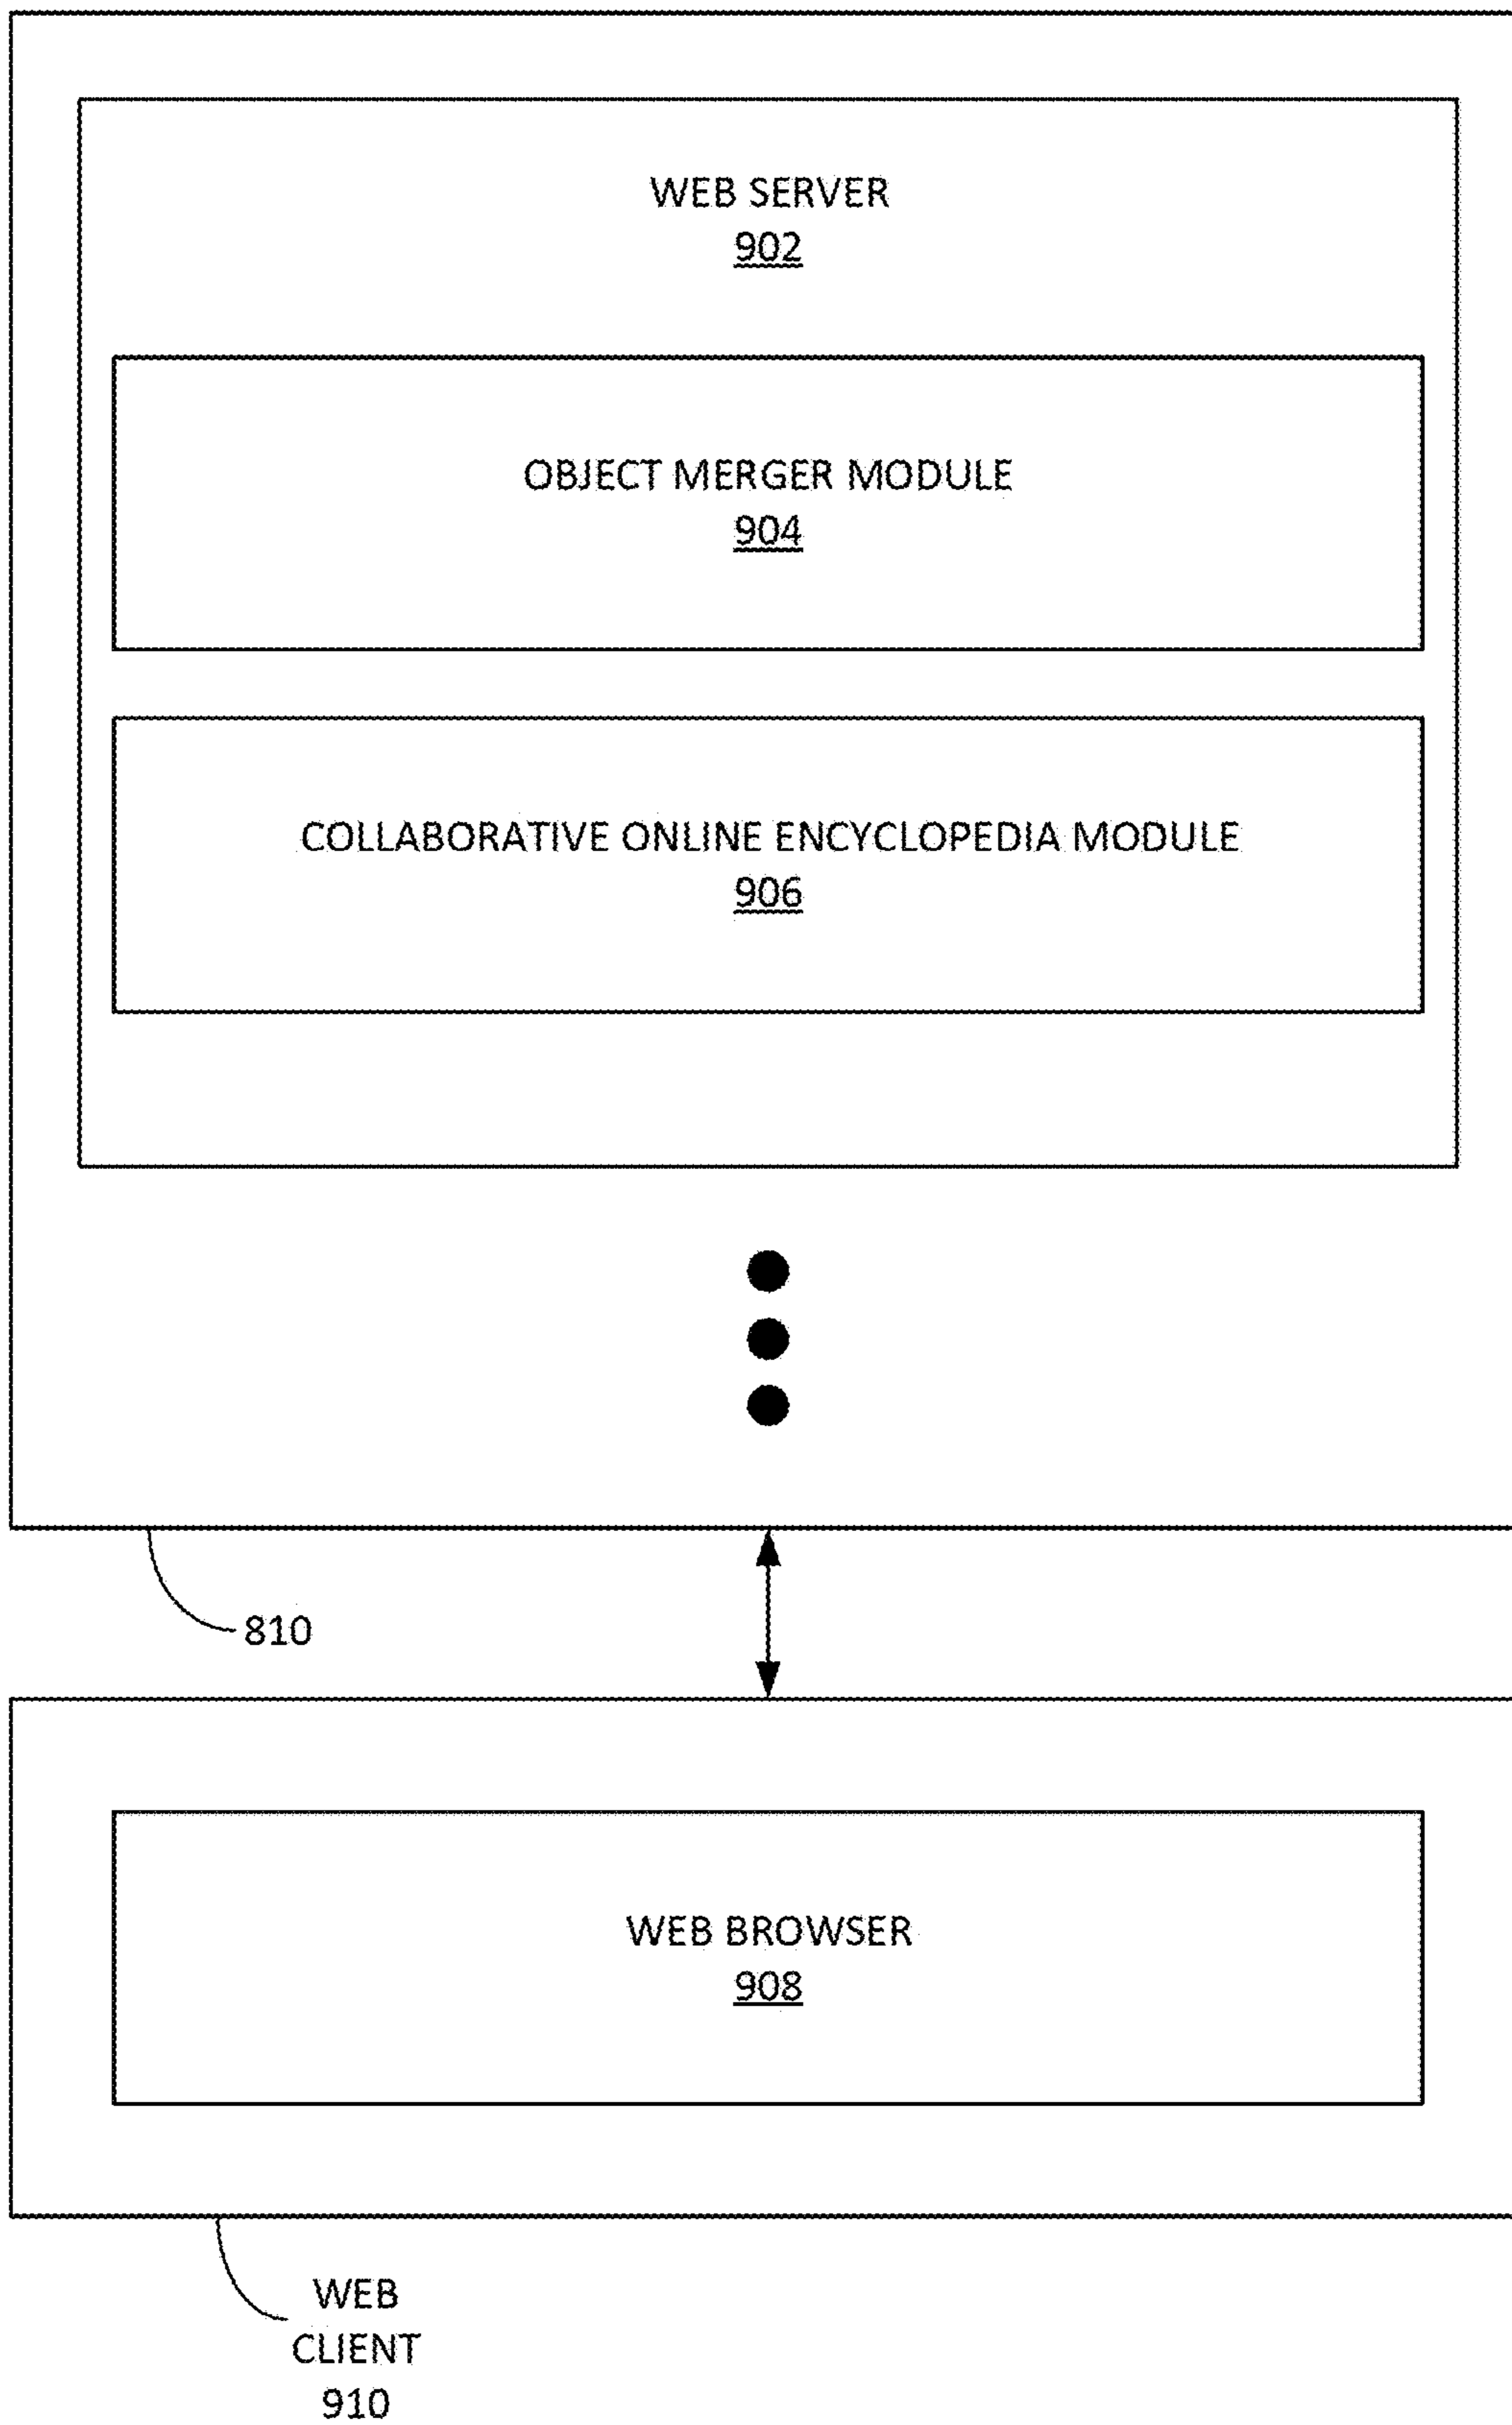 WEB SERVER
902
OBJECT MERGER MODULE
904
COLLABORATIVE ONLINE ENCYCLOPEDIA MODULE
906
810
WEB BROWSER
908
WEB
CLIENT
910